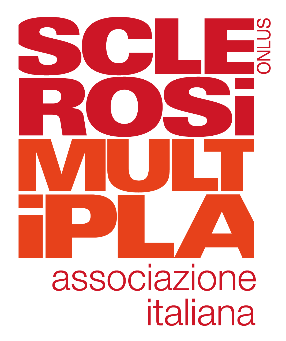 SCLE
ROSi
MULT
iPLA
associazione
italiana
ONLUS